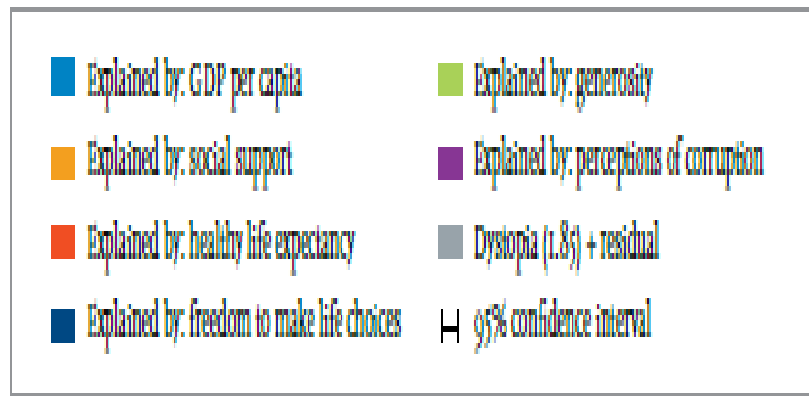 Explained by: GDP per capita
Explained by: social support
Explained by: healthy life expectancy
Explained by: freedom to make life choices
Explained by: generosity
Explained by: perceptions of corruption
Dystopia (1.85) + residual
95% confidence interval